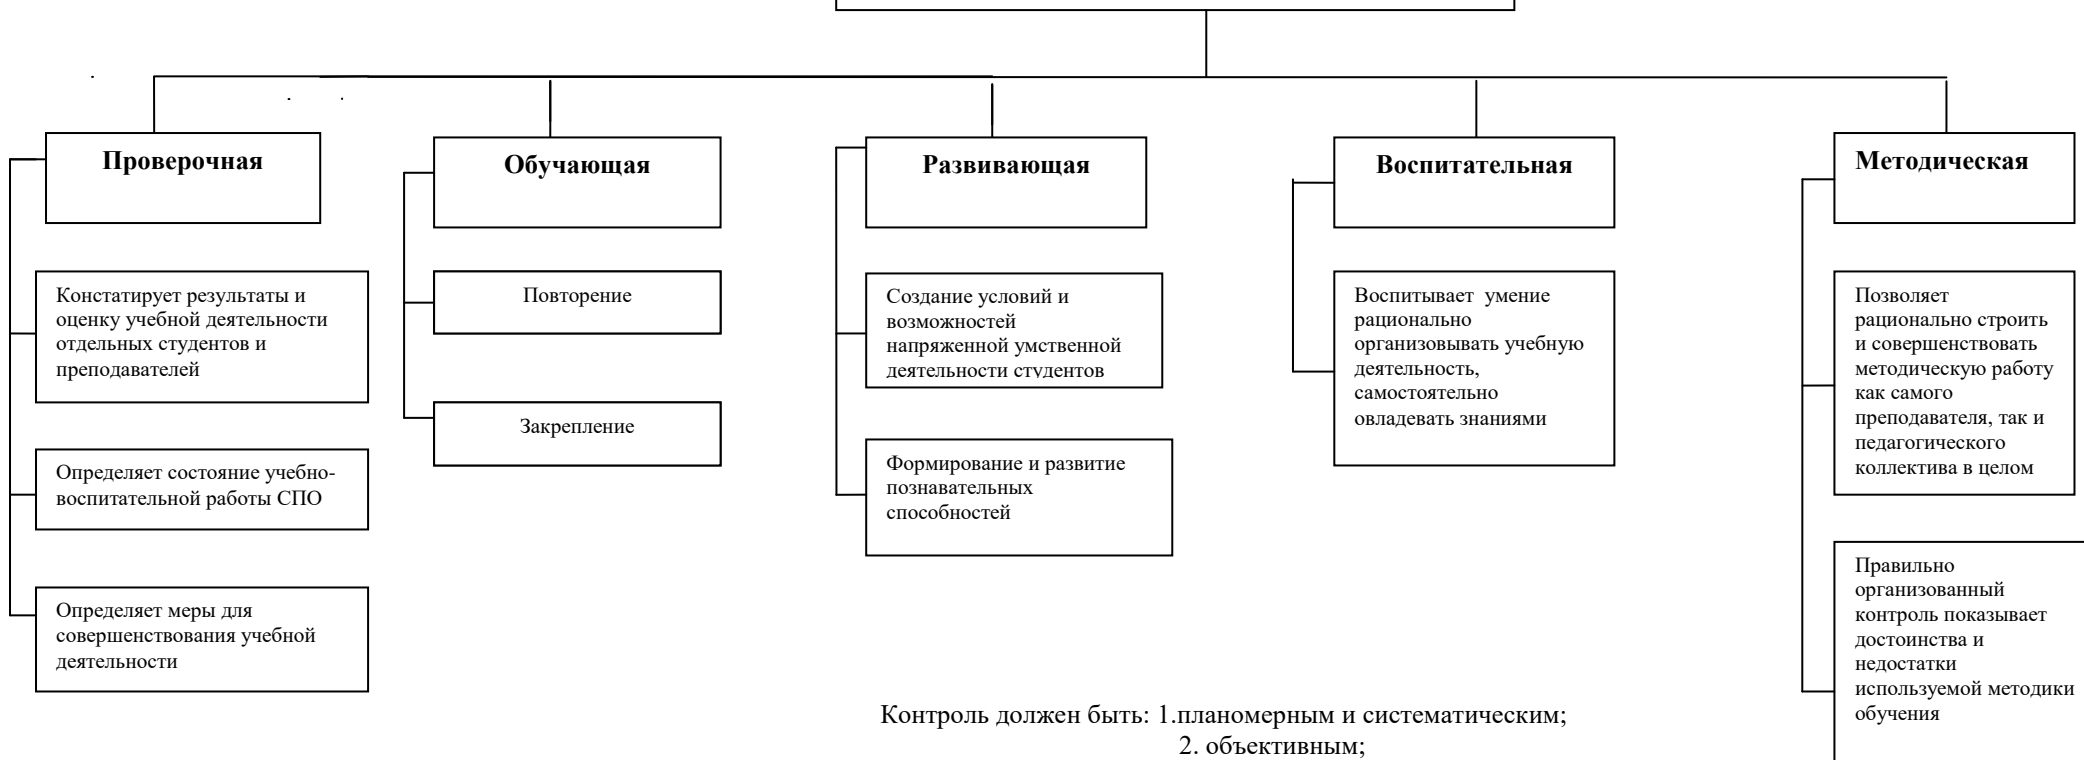 Проверочная
Обучающая
Развивающая
Воспитательная
Методическая
Констатирует результаты и
оценку учебной деятельности
отдельных студентов и
преподавателей
Определяет состояние учебно-
воспитательной работы СПО
Определяет меры для
совершенствования учебной
деятельности
Повторение
Закрепление
Создание условий и
возможностей
напряженной умственной
деятельности студентов
Формирование и развитие
познавательных
способностей
Воспитывает умение
рационально
организовывать учебную
деятельность,
самостоятельно
овладевать знаниями
Позволяет
рационально строить
и совершенствовать
методическую работу
как самого
преподавателя, так и
педагогического
коллектива в целом
Правильно
организованный
контроль показывает
достоинства и
недостатки
используемой методики
обучения
Контроль должен быть: 1.планомерным и систематическим;
2. объективным;